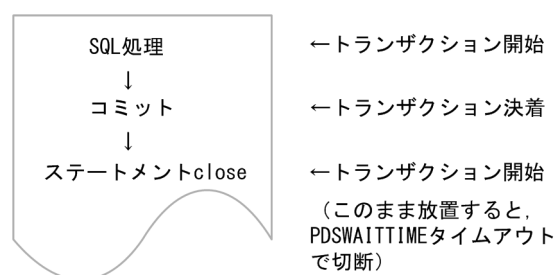 SQL処理 ←トランザクション開始
↓
コミット ←トランザクション決着
↓
ステートメントclose ←トランザクション開始
（このまま放置すると，
PDSWAITTIMEタイムアウト
で切断）